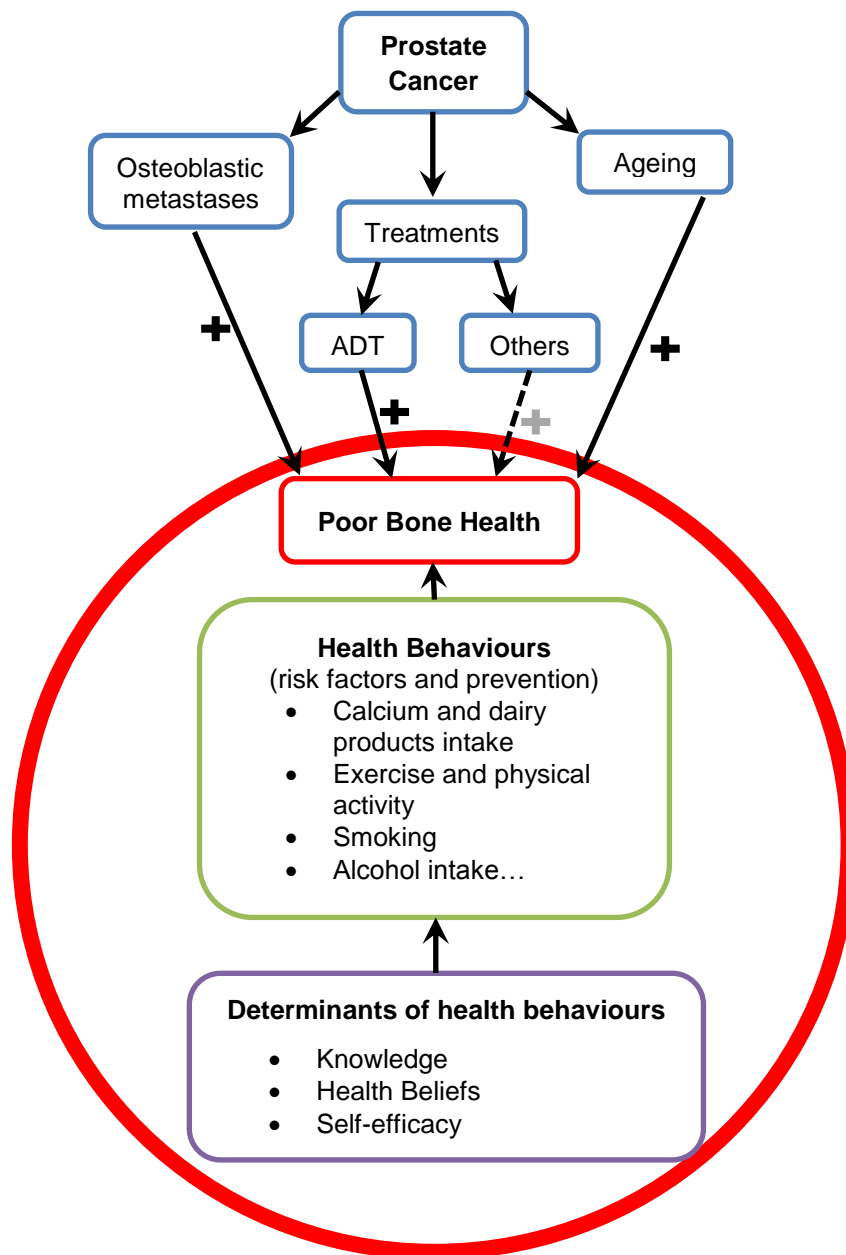 Prostate
Cancer
Osteoblastic
metastases
Ageing
Treatments
ADT
Others
Poor Bone Health
Health Behaviours
(risk factors and prevention)
• Calcium and dairy
products intake
• Exercise and physical
activity
• Smoking
• Alcohol intake…
Determinants of health behaviours
• Knowledge
• Health Beliefs
• Self-efficacy